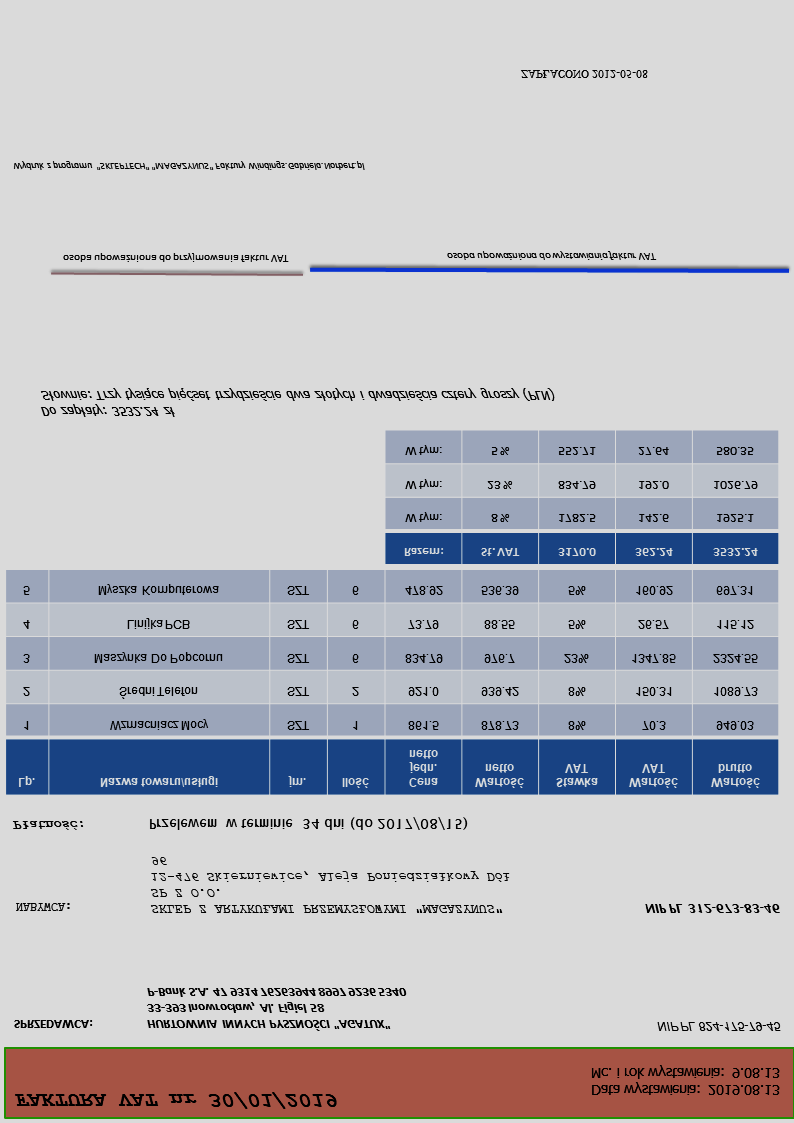 FAKTURA VAT nr 30/01/2019
Data wystawienia: 2019.08.13
Mc. i rok wystawienia: 9.08.13
SPRZEDAWCA:
HURTOWNIA INNYCH PYSZNOŚCI "AGATUX"
33-393 Inowrocław, Al. Figiel 58
P-Bank S.A. 47 9314 7626 3944 8997 9236 5340
NIP PL 824-175-79-45
NABYWCA:
SKLEP Z ARTYKUŁAMI PRZEMYSŁOWYMI "MAGAZYNUS"
SP Z O.O.
12-476 Skierniewice, Aleja Poniedziałkowy Dół
96
NIP PL 312-673-83-46
Płatność: Przelewem w terminie 34 dni (do 2017/08/15)
Lp. Nazwa towaru/usługi jm. Ilość Cena jedn. netto Wartość netto Stawka VAT Wartość VAT Wartość brutto
1 Wzmacniacz Mocy SZT 1 861.5 878.73 8% 70.3 949.03
2 Średni Telefon SZT 2 921.0 939.42 8% 150.31 1089.73
3 Maszynka Do Popcornu SZT 6 834.79 976.7 23% 1347.85 2324.55
4 Linijka PCB SZT 6 73.79 88.55 5% 26.57 115.12
5 Myszka Komputerowa SZT 6 478.92 536.39 5% 160.92 697.31
Razem: St. VAT 3170.0 362.24 3532.24
W tym: 8% 1782.5 142.6 1925.1
W tym: 23% 834.79 192.0 1026.79
W tym: 5% 552.71 27.64 580.35
Do zapłaty: 3532.24 zł
Słownie: Trzy tysiące pięćset trzydzieście dwa złotych i dwadzieścia cztery groszy (PLN)
osoba upoważniona do przyjmowania faktur VAT
osoba upoważniona do wystawiania faktur VAT
Wydruk z programu "SKLEPTECH" "MAGAZYNUS" Faktury Windings.Gabriela.Norbert.pl
ZAPŁACONO 2012-05-08